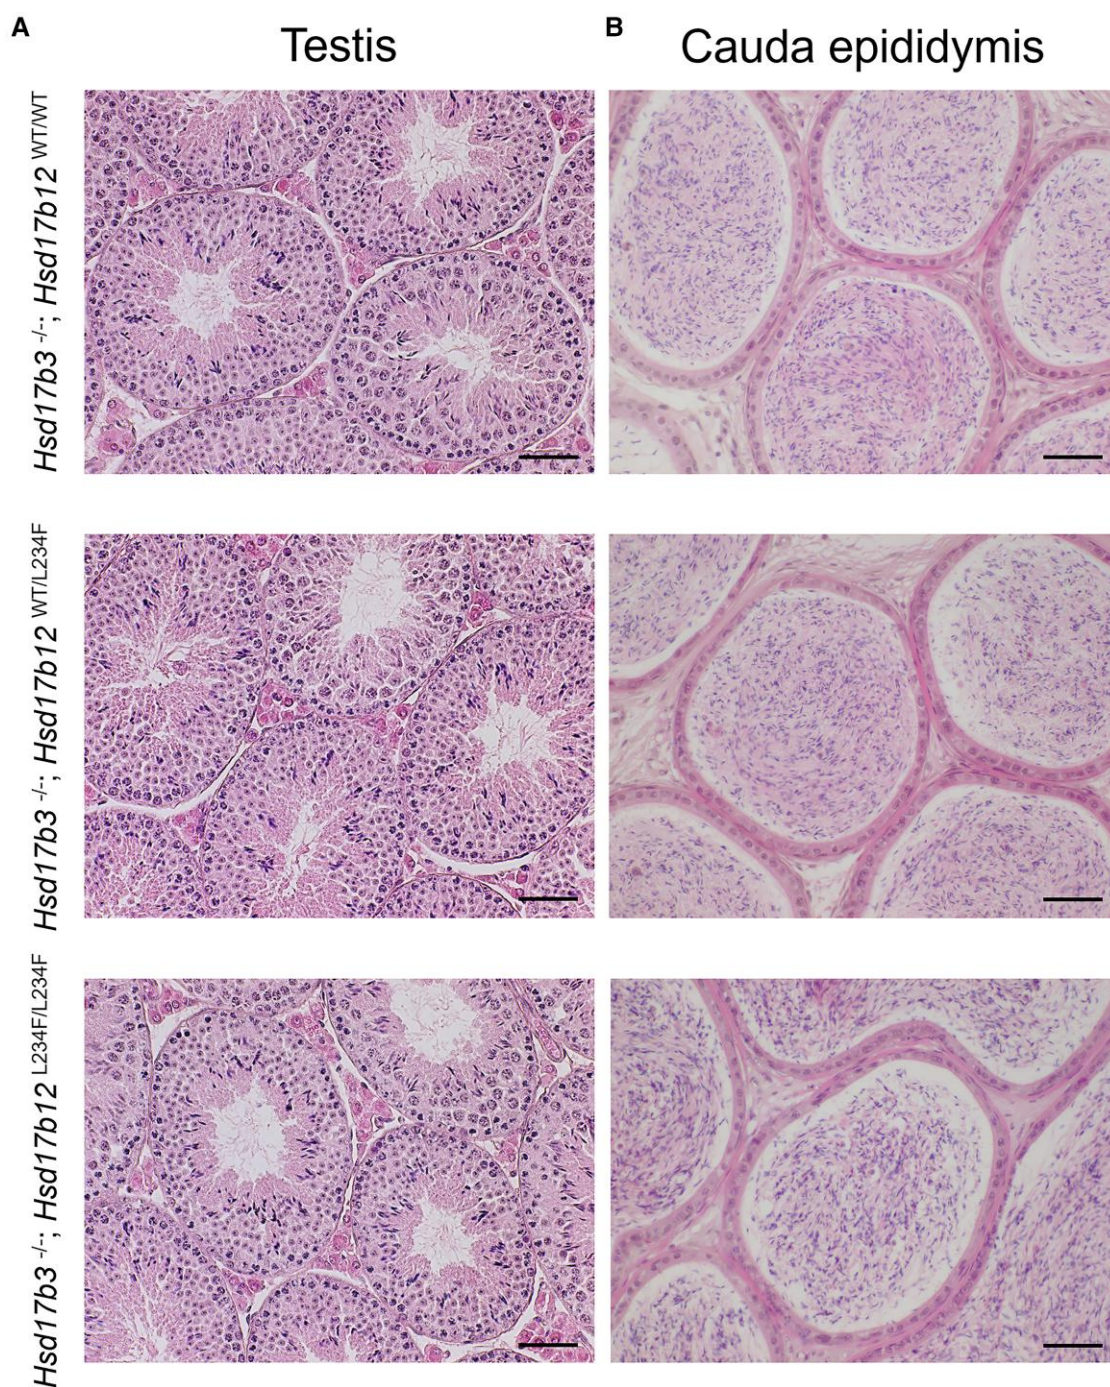 A
Testis
B
Cauda epididymis
Hsd17b3 -/-; Hsd17b12 WT/WT
Hsd17b3 -/-; Hsd17b12 WT/L234F
Hsd17b3 -/-; Hsd17b12 L234F/L234F